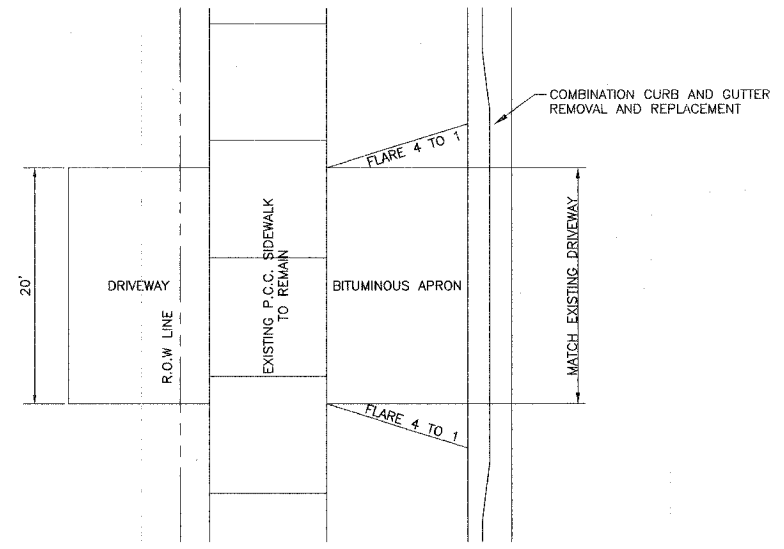 COMBINATION CURB AND GUTTER
REMOVAL AND REPLACEMENT
FLARE 4 TO 1
20'
DRIVEWAY
R.O.W LINE
EXISTING P.C.C. SIDEWALK
TO REMAIN
BITUMINOUS APRON
MATCH EXISTING DRIVEWAY
FLARE 4 TO 1